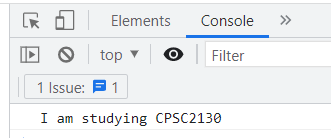 Elements Console
top Filter
1 Issue: 1
I am studying CPSC2130